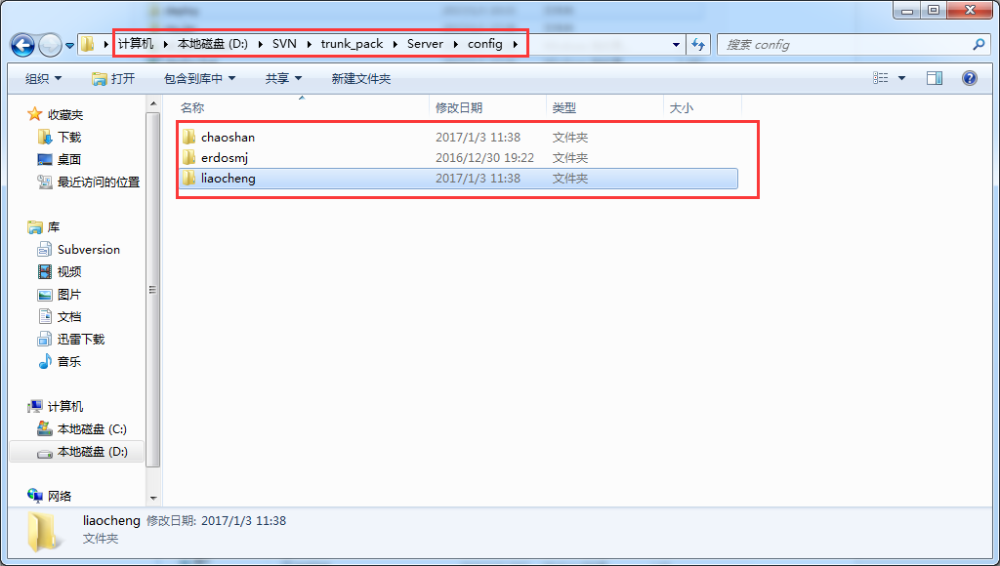 计算机 本地磁盘 (D:) SVN trunk_pack Server config
搜索 config
组织 打开 包含到库中 共享 新建文件夹
名称 修改日期 类型 大小
chaoshan 2017/1/3 11:38 文件夹
erdosmj 2016/12/30 19:22 文件夹
liaocheng 2017/1/3 11:38 文件夹
收藏夹
下载
桌面
最近访问的位置
库
Subversion
视频
图片
文档
迅雷下载
音乐
计算机
本地磁盘 (C:)
本地磁盘 (D:)
网络
liaocheng 修改日期: 2017/1/3 11:38
文件夹